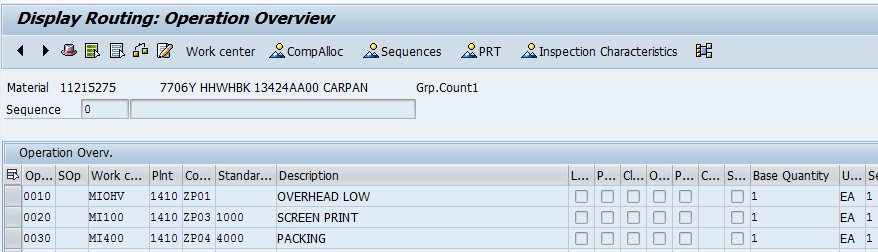 Display Routing: Operation Overview
Work center CompAlloc Sequences PRT Inspection Characteristics
Material 11215275 7706Y HHWHBK 13424AA00 CARPAN Grp.Count1
Sequence 0
Operation Overv.
Op... SOp Work c... Plnt Co... Standar... Description L... P... Cl... O... P... C... S... Base Quantity U... Se
0010 MIOHV 1410 ZP01 OVERHEAD LOW 1 EA 1
0020 MI100 1410 ZP03 1000 SCREEN PRINT 1 EA 1
0030 MI400 1410 ZP04 4000 PACKING 1 EA 1